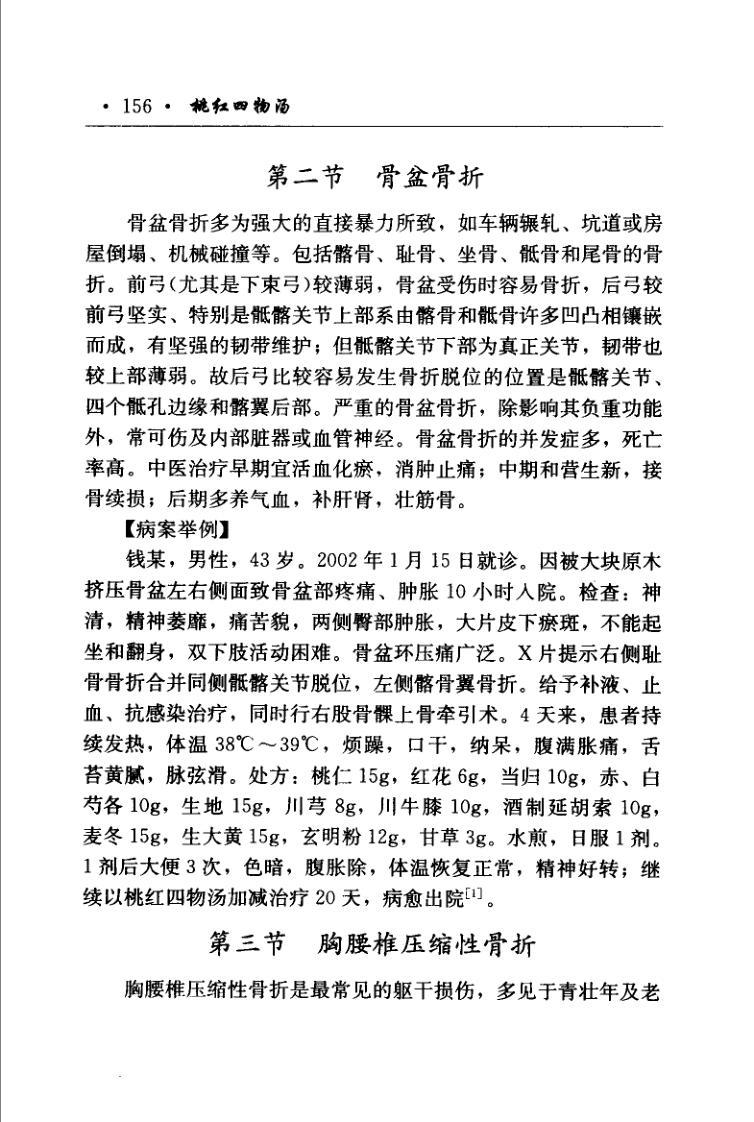 · 156 · 桃红四物汤
第二节 骨盆骨折
骨盆骨折多为强大的直接暴力所致，如车辆辗轧、坑道或房
屋倒塌、机械碰撞等。包括髂骨、耻骨、坐骨、骶骨和尾骨的骨
折。前弓(尤其是下束弓)较薄弱，骨盆受伤时容易骨折，后弓较
前弓坚实、特别是骶髂关节上部系由髂骨和骶骨许多凹凸相镶嵌
而成，有坚强的韧带维护；但骶髂关节下部为真正关节，韧带也
较上部薄弱。故后弓比较容易发生骨折脱位的位置是骶髂关节、
四个骶孔边缘和髂翼后部。严重的骨盆骨折，除影响其负重功能
外，常可伤及内部脏器或血管神经。骨盆骨折的并发症多，死亡
率高。中医治疗早期宜活血化瘀，消肿止痛；中期和营生新，接
骨续损；后期多养气血，补肝肾，壮筋骨。
【病案举例】
钱某，男性，43 岁。2002 年 1 月 15 日就诊。因被大块原木
挤压骨盆左右侧面致骨盆部疼痛、肿胀 10 小时入院。检查：神
清，精神萎靡，痛苦貌，两侧臀部肿胀，大片皮下瘀斑，不能起
坐和翻身，双下肢活动困难。骨盆环压痛广泛。X 片提示右侧耻
骨骨折合并同侧骶髂关节脱位，左侧髂骨翼骨折。给予补液、止
血、抗感染治疗，同时行右股骨髁上骨牵引术。4 天来，患者持
续发热，体温 38℃～39℃，烦躁，口干，纳呆，腹满胀痛，舌
苔黄腻，脉弦滑。处方：桃仁 15g，红花 6g，当归 10g，赤、白
芍各 10g，生地 15g，川芎 8g，川牛膝 10g，酒制延胡索 10g，
麦冬 15g，生大黄 15g，玄明粉 12g，甘草 3g。水煎，日服 1 剂。
1 剂后大便 3 次，色暗，腹胀除，体温恢复正常，精神好转；继
续以桃红四物汤加减治疗 20 天，病愈出院[1]。
第三节 胸腰椎压缩性骨折
胸腰椎压缩性骨折是最常见的躯干损伤，多见于青壮年及老